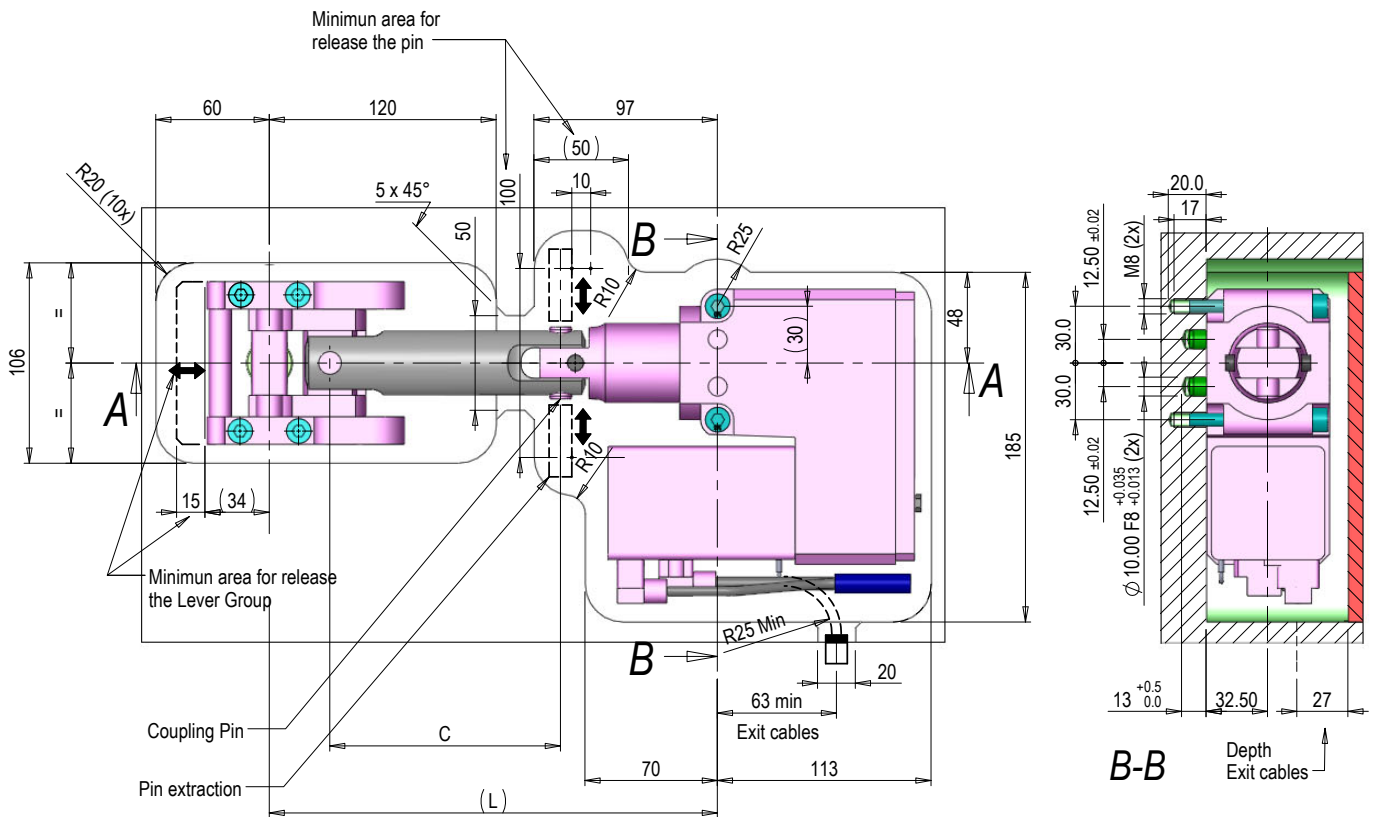 Minimun area for
release the pin
60
120
97
(50)
10
R20 (10x)
5 x 45°
100
50
B
R25
R10
(30)
48
106
=
=
A
A
R10
185
15
(34)
Minimun area for release
the Lever Group
R25 Min
B
20
63 min
Exit cables
Coupling Pin
C
Pin extraction
70
113
(L)
20.0
17
12.50 ±0.02
M8 (2x)
30.0
30.0
12.50 ±0.02
∅ 10.00 F8 +0.035 +0.013 (2x)
13 +0.5 0.0
32.50
27
B-B
Depth
Exit cables